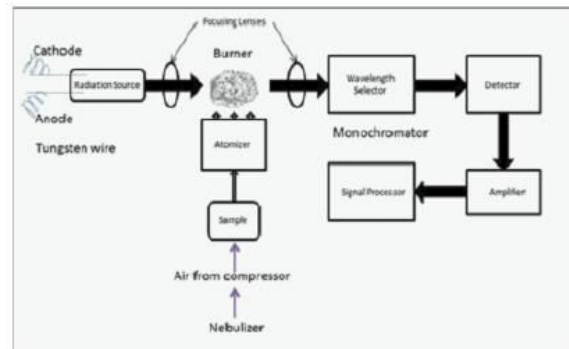 Focusing Lenses
Cathode
Burner
Radiation Source
Wavelength
Selector
Detector
Anode
Monochromator
Tungsten wire
Atomizer
Signal Processor
Amplifier
Sample
Air from compressor
Nebulizer